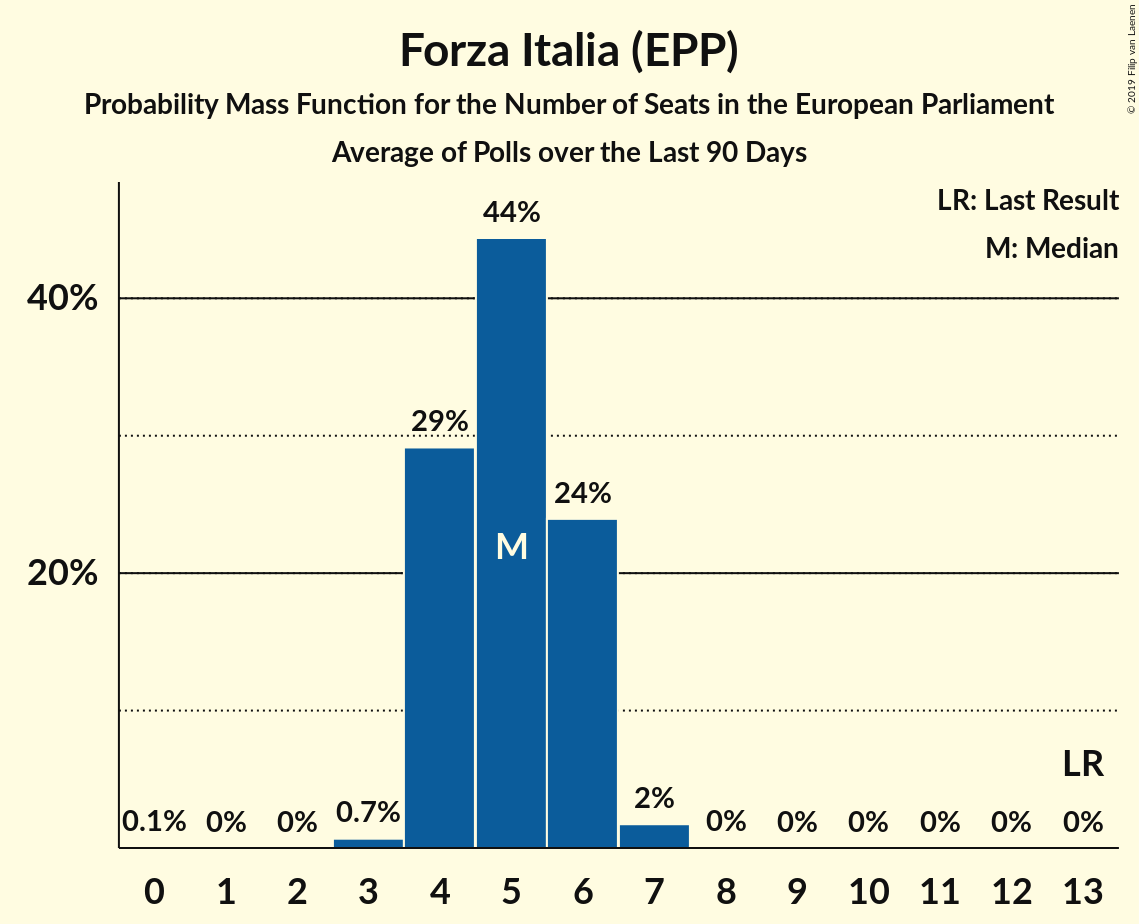 Forza Italia (EPP)
Probability Mass Function for the Number of Seats in the European Parliament
Average of Polls over the Last 90 Days
© 2019 Filip van Laenen
LR: Last Result
M: Median
44%
40%
29%
24%
M
20%
LR
0.1% 0% 0% 0.7% 2% 0% 0% 0% 0% 0% 0%
0 1 2 3 4 5 6 7 8 9 10 11 12 13